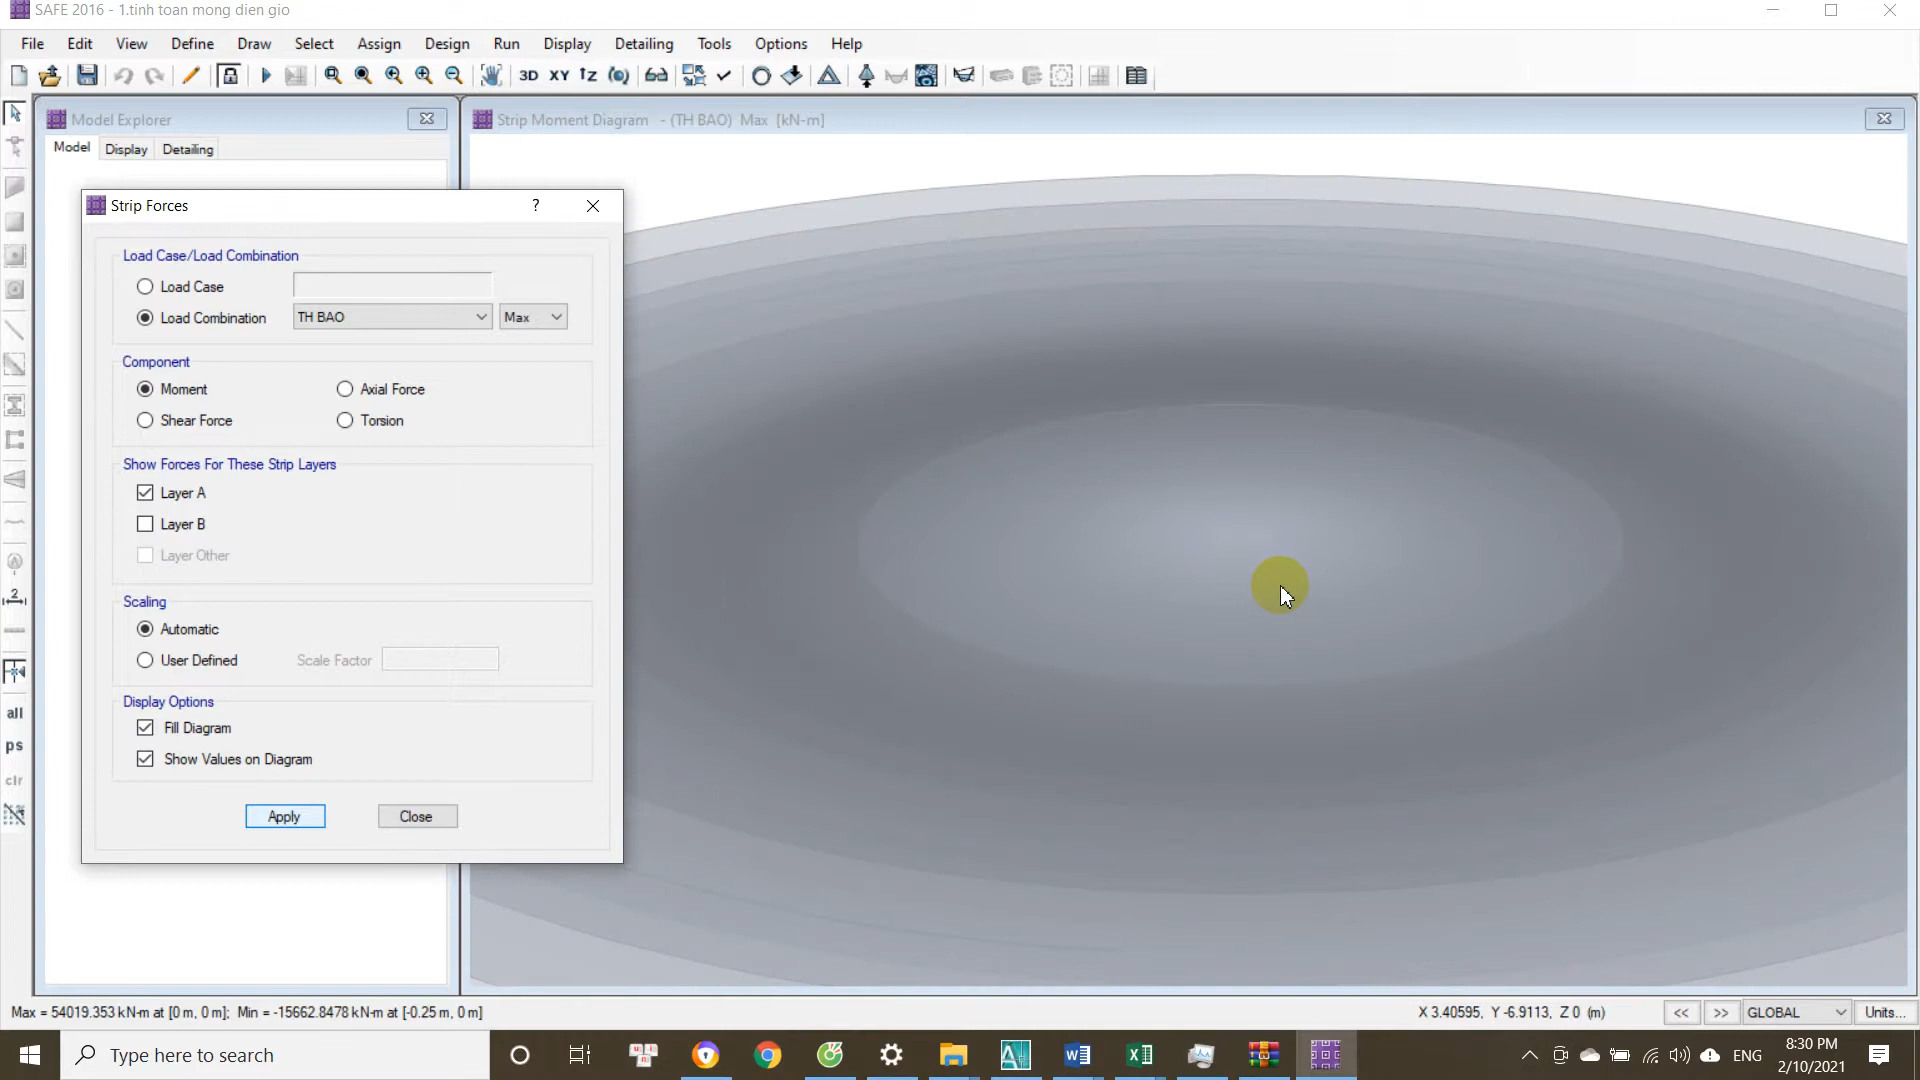 SAFE 2016 - 1.tinh toan mong dien gio
File Edit View Define Draw Select Assign Design Run Display Detailing Tools Options Help
3D XY
Model Explorer
Strip Moment Diagram - (TH BAO) Max [kN-m]
Model Display Detailing
Strip Forces ?
Load Case/Load Combination
Load Case
Load Combination TH BAO Max
Component
Moment Axial Force
Shear Force Torsion
Show Forces For These Strip Layers
Layer A
Layer B
Layer Other
Scaling
Automatic
User Defined Scale Factor
Display Options
Fill Diagram
Show Values on Diagram
Apply Close
all
ps
clr
Max = 54019.353 kN-m at [0 m, 0 m]; Min = -15662.8478 kN-m at [-0.25 m, 0 m]
X 3.40595, Y -6.9113, Z 0 (m) << >> GLOBAL Units...
Type here to search
ENG
8:30 PM
2/10/2021